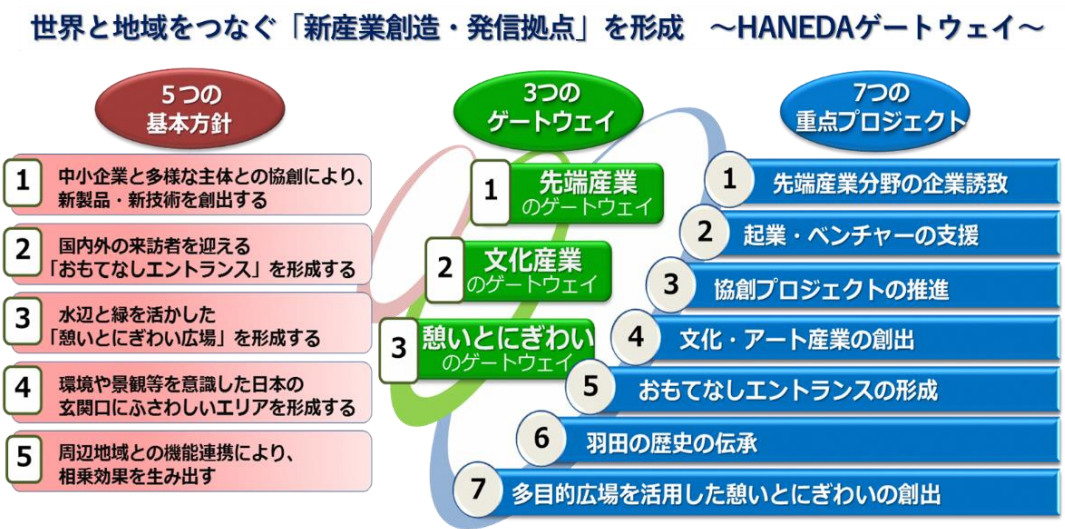 世界と地域をつなぐ「新産業創造・発信拠点」を形成　～HANEDAゲートウェイ～
５つの
基本方針
1
中小企業と多様な主体との協創により、
新製品・新技術を創出する
2
国内外の来訪者を迎える
「おもてなしエントランス」を形成する
3
水辺と緑を活かした
「憩いとにぎわい広場」を形成する
4
環境や景観等を意識した日本の
玄関口にふさわしいエリアを形成する
5
周辺地域との機能連携により、
相乗効果を生み出す
3つの
ゲートウェイ
1
先端産業
のゲートウェイ
2
文化産業
のゲートウェイ
3
憩いとにぎわい
のゲートウェイ
7つの
重点プロジェクト
1 先端産業分野の企業誘致
2 起業・ベンチャーの支援
3 協創プロジェクトの推進
4 文化・アート産業の創出
5 おもてなしエントランスの形成
6 羽田の歴史の伝承
7 多目的広場を活用した憩いとにぎわいの創出